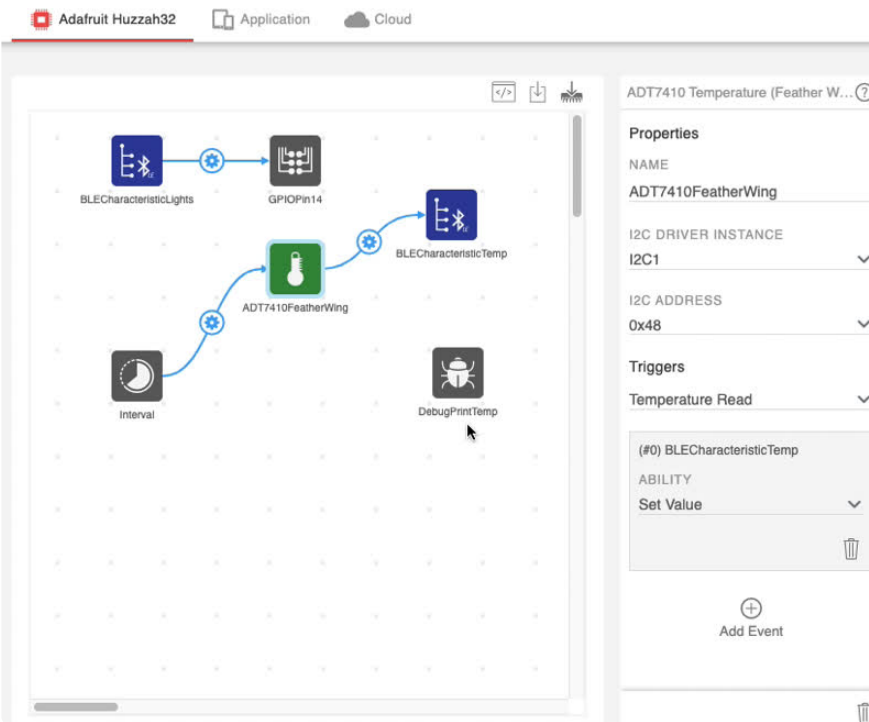 Adafruit Huzzah32
Application
Cloud
BLECharacteristicLights
GPIOPin14
BLECharacteristicTemp
ADT7410FeatherWing
Interval
DebugPrintTemp
ADT7410 Temperature (Feather W...
Properties
NAME
ADT7410FeatherWing
I2C DRIVER INSTANCE
I2C1
I2C ADDRESS
0x48
Triggers
Temperature Read
(#0) BLECharacteristicTemp
ABILITY
Set Value
Add Event